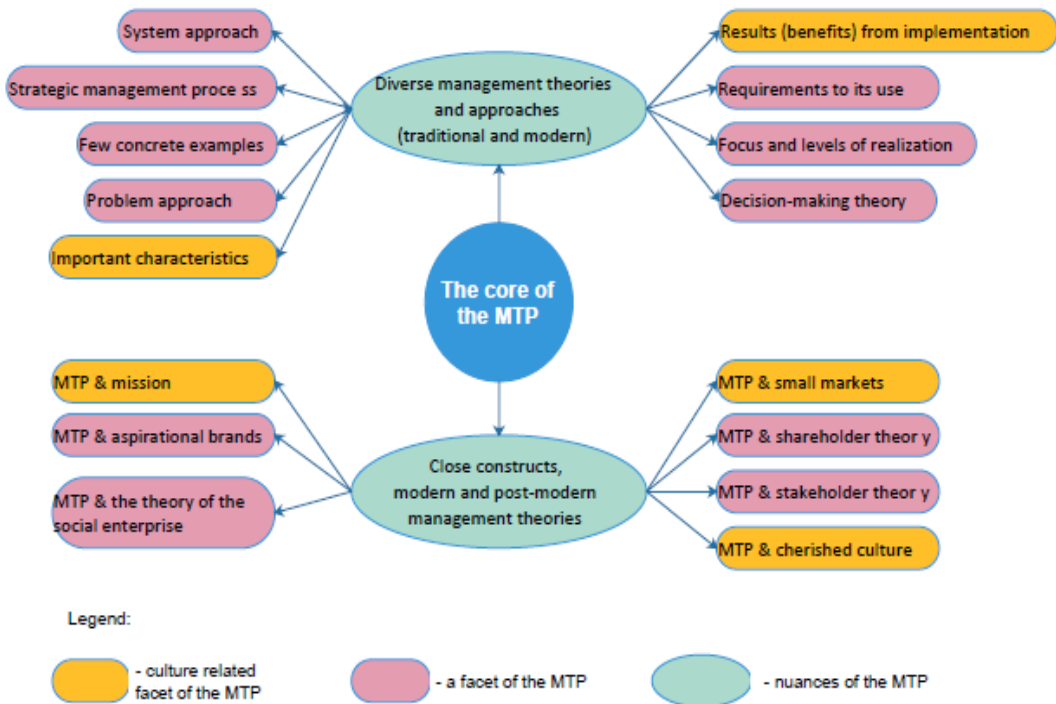 System approach
Strategic management proce ss
Few concrete examples
Problem approach
Important characteristics
Diverse management theories
and approaches
(traditional and modern)
Results (benefits) from implementation
Requirements to its use
Focus and levels of realization
Decision-making theory
The core of
the MTP
MTP & mission
MTP & aspirational brands
MTP & the theory of the
social enterprise
Close constructs,
modern and post-modern
management theories
MTP & small markets
MTP & shareholder theor y
MTP & stakeholder theor y
MTP & cherished culture
Legend:
- culture related
facet of the MTP
- a facet of the MTP
- nuances of the MTP